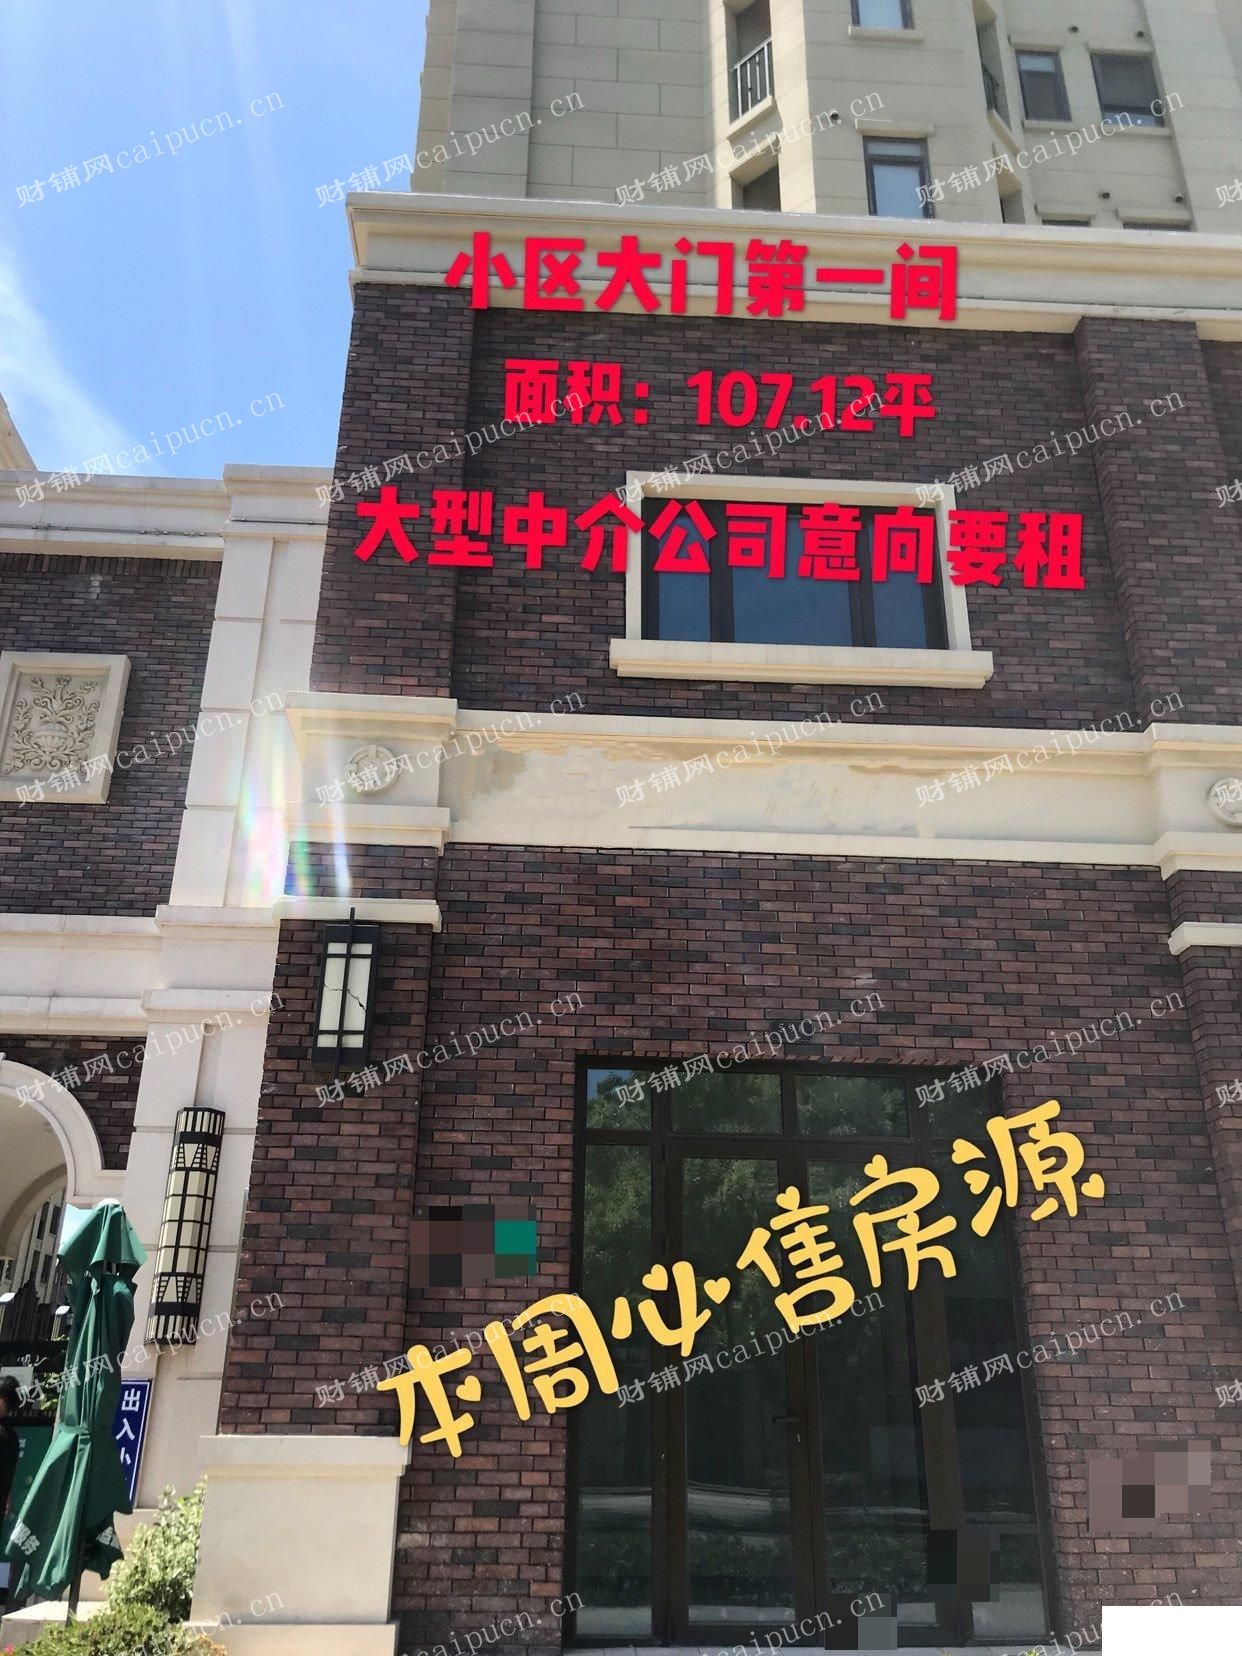 小区大门第一间
面积：107.12平
大型中介公司意向要租
本周必售房源
出入小
财铺网caipucn.cn